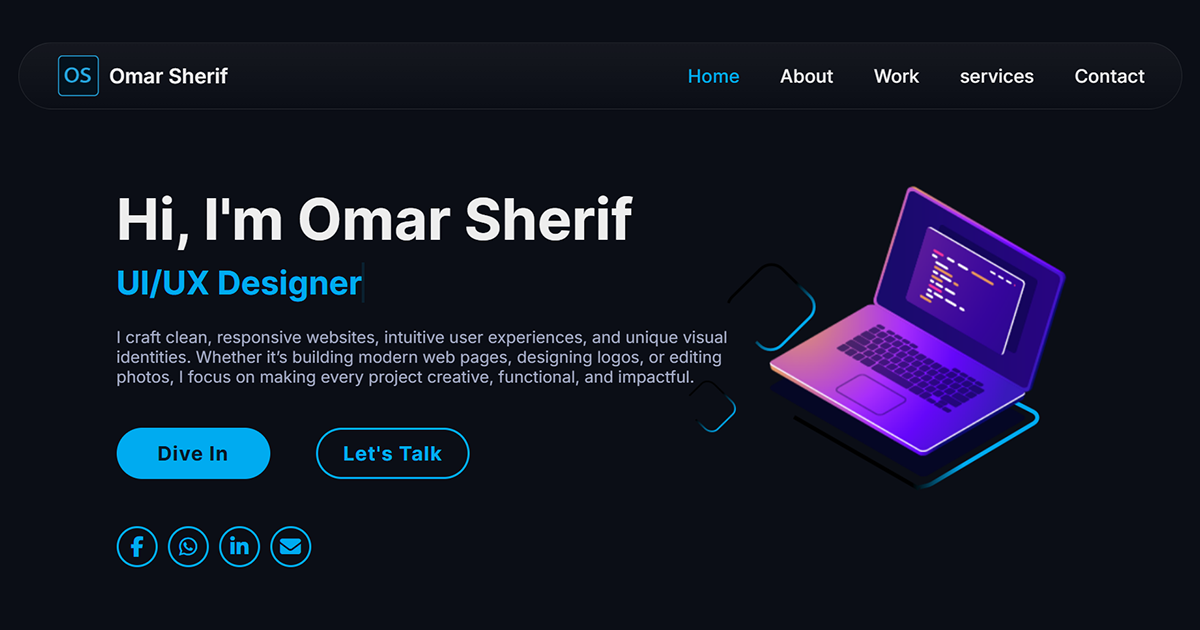 OS Omar Sherif Home About Work services Contact
Hi, I'm Omar Sherif
UI/UX Designer
I craft clean, responsive websites, intuitive user experiences, and unique visual
identities. Whether it’s building modern web pages, designing logos, or editing
photos, I focus on making every project creative, functional, and impactful.
Dive In Let's Talk